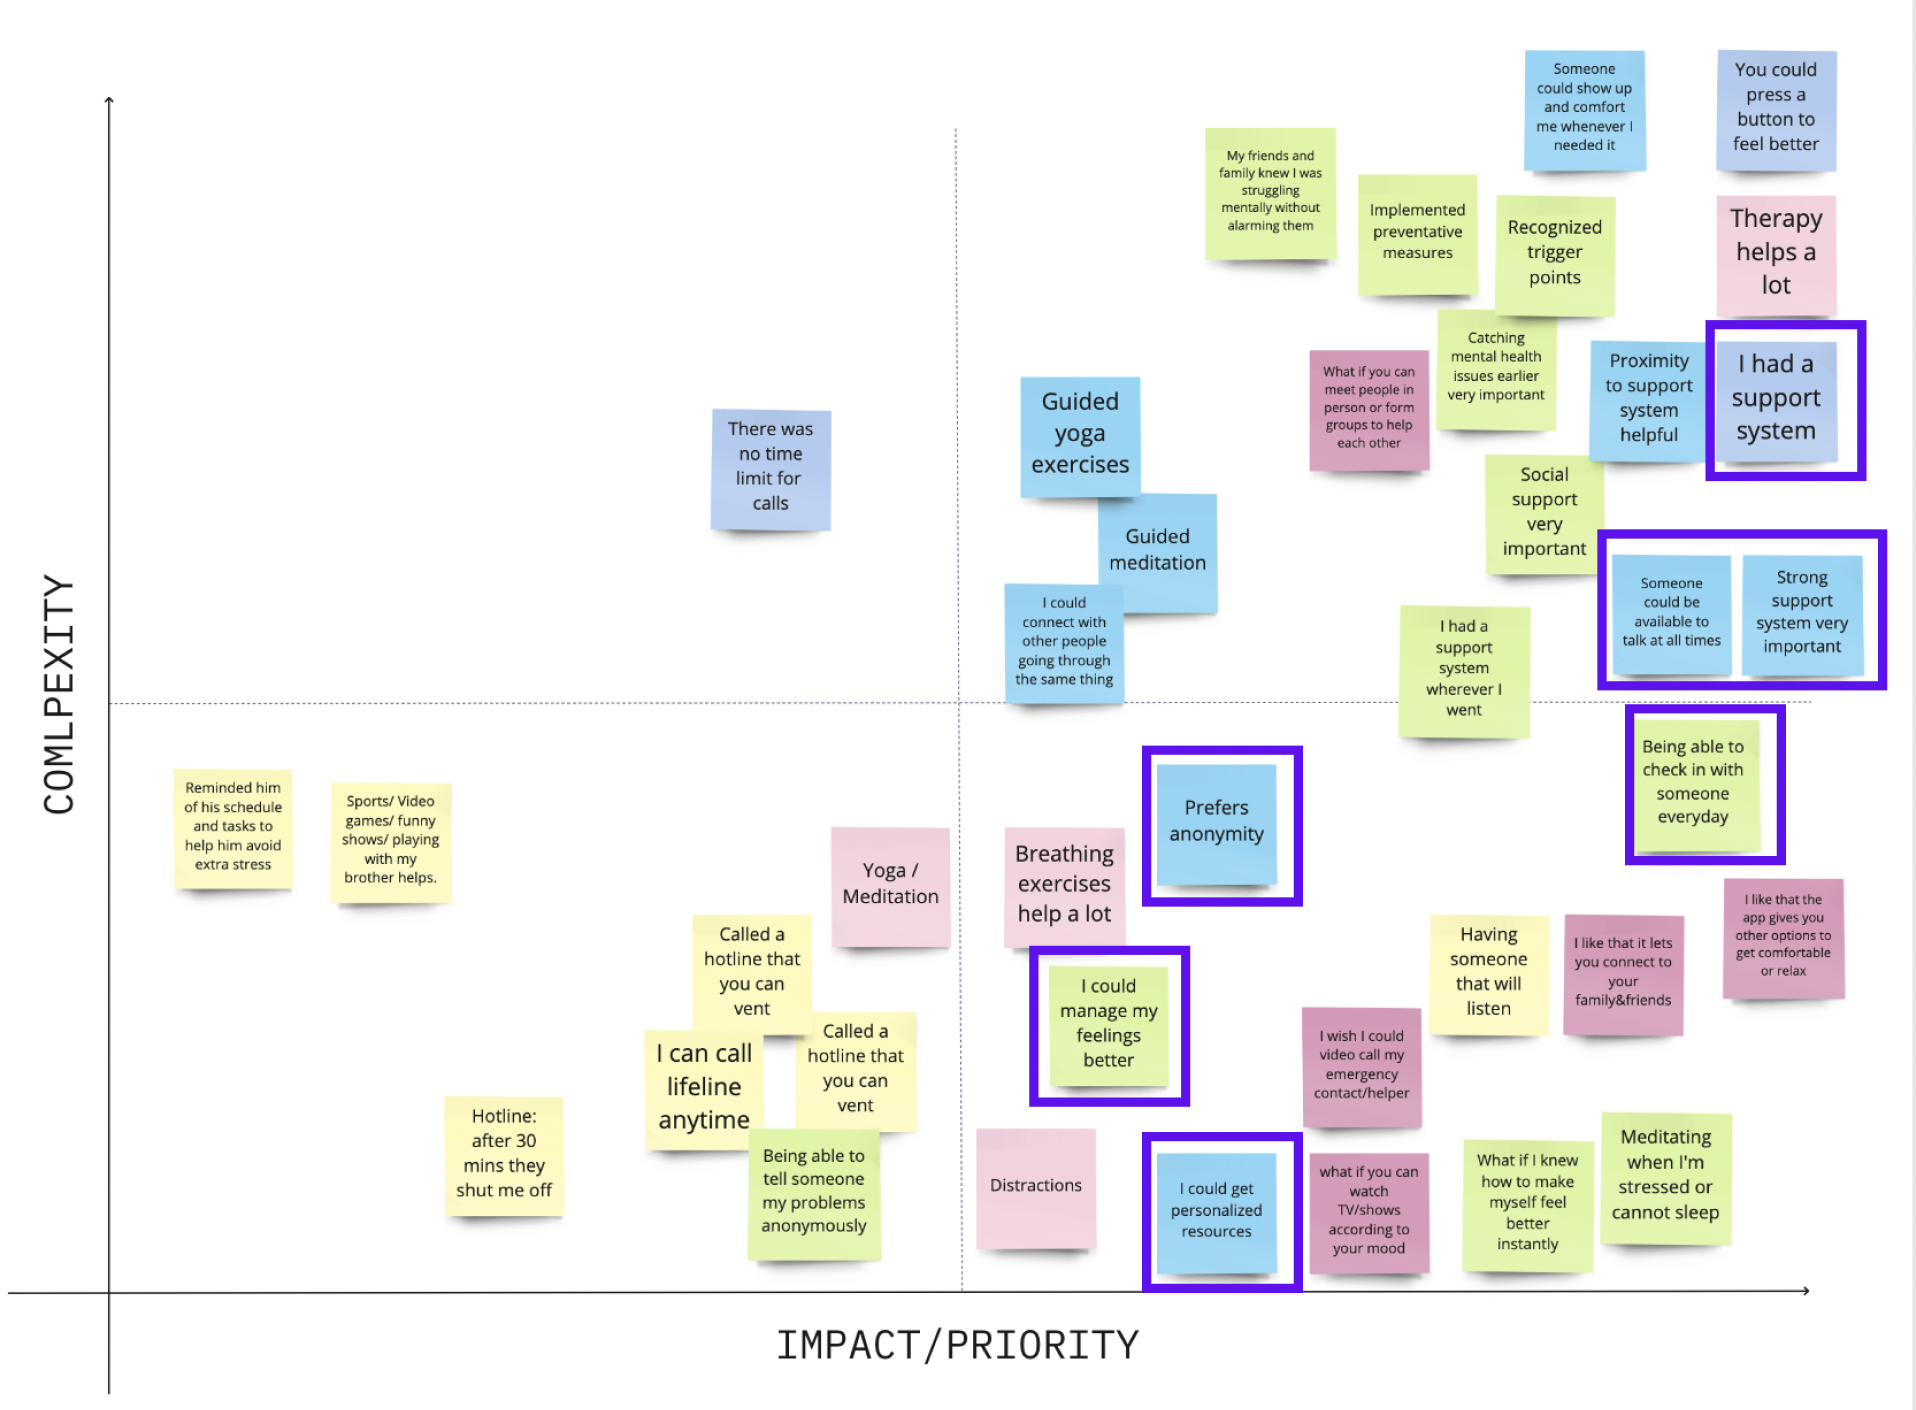 Someone
could show up
and comfort
me whenever I
needed it
You could
press a
button to
feel better
My friends and
family knew I was
struggling
mentally without
alarming them
Implemented
preventative
measures
Recognized
trigger
points
Therapy
helps a
lot
Catching
mental health
issues earlier
very important
What if you can
meet people in
person or form
groups to help
each other
Proximity
to support
system
helpful
I had a
support
system
Guided
yoga
exercises
There was
no time
limit for
calls
Social
support
very
important
Guided
meditation
Someone
could be
available to
talk at all times
Strong
support
system very
important
I could
connect with
other people
going through
the same thing
I had a
support
system
wherever I
went
COMLPEXITY
Being able to
check in with
someone
everyday
Prefers
anonymity
Reminded him
of his schedule
and tasks to
help him avoid
extra stress
Sports/ Video
games/ funny
shows/ playing
with my
brother helps.
Yoga /
Meditation
Breathing
exercises
help a lot
I like that the
app gives you
other options to
get comfortable
or relax
Called a
hotline that
you can
vent
Having
someone
that will
listen
I like that it lets
you connect to
your
family&friends
I could
manage my
feelings
better
Called a
hotline that
you can
vent
I can call
lifeline
anytime
I wish I could
video call my
emergency
contact/helper
Hotline:
after 30
mins they
shut me off
Being able to
tell someone
my problems
anonymously
Distractions
I could get
personalized
resources
what if you can
watch
TV/shows
according to
your mood
What if I knew
how to make
myself feel
better
instantly
Meditating
when I'm
stressed or
cannot sleep
IMPACT/PRIORITY